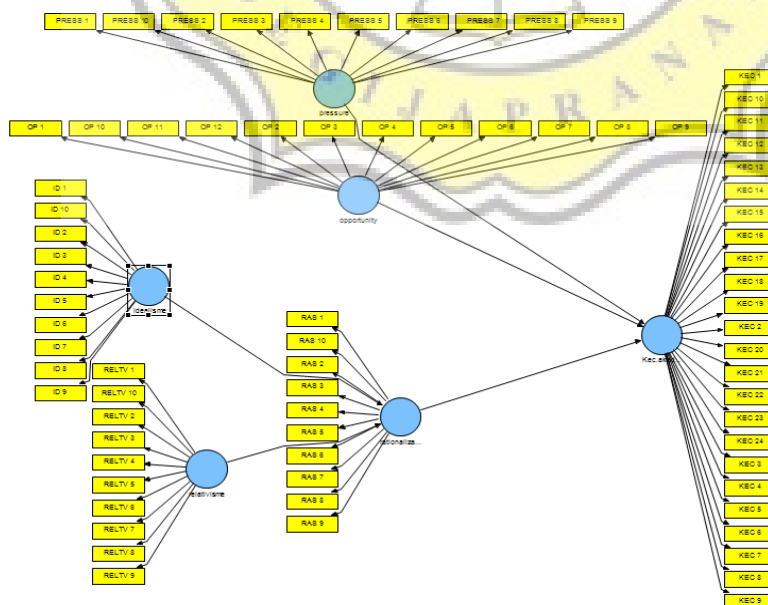 PRESS 1
PRESS 10
PRESS 2
PRESS 3
PRESS 4
PRESS 5
PRESS 6
PRESS 7
PRESS 8
PRESS 9
pressure
OP 1
OP 10
OP 11
OP 12
OP 2
OP 3
OP 4
OP 5
OP 6
OP 7
OP 8
OP 9
opportunity
ID 1
ID 10
ID 2
ID 3
ID 4
ID 5
ID 6
ID 7
ID 8
ID 9
idealisme
RELTV 1
RELTV 10
RELTV 2
RELTV 3
RELTV 4
RELTV 5
RELTV 6
RELTV 7
RELTV 8
RELTV 9
relativisme
RAS 1
RAS 10
RAS 2
RAS 3
RAS 4
RAS 5
RAS 6
RAS 7
RAS 8
RAS 9
rationaliza...
KEC 1
KEC 10
KEC 11
KEC 12
KEC 13
KEC 14
KEC 15
KEC 16
KEC 17
KEC 18
KEC 19
KEC 2
KEC 20
KEC 21
KEC 22
KEC 23
KEC 24
KEC 3
KEC 4
KEC 5
KEC 6
KEC 7
KEC 8
KEC 9
IJAPRANA